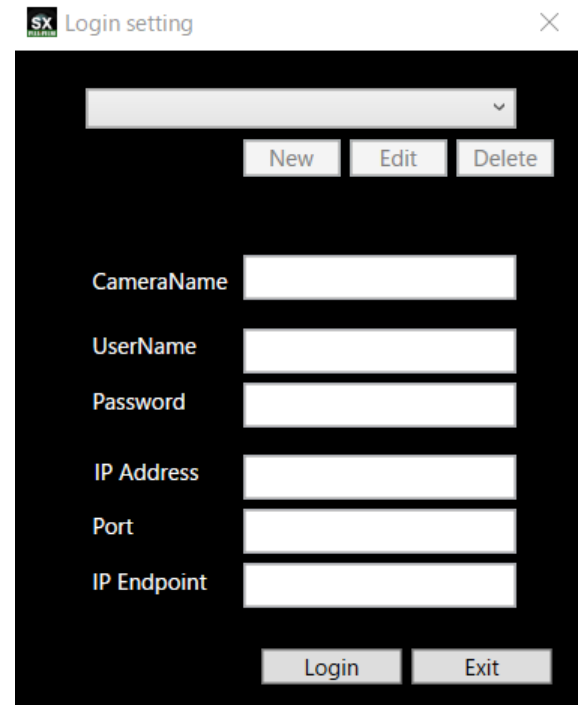 SX Login setting
New Edit Delete
CameraName
UserName
Password
IP Address
Port
IP Endpoint
Login Exit